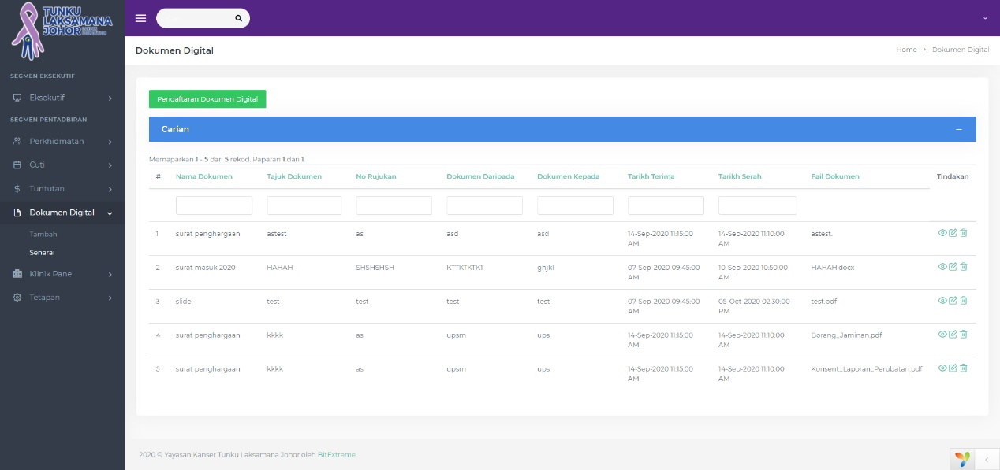 TUNKU
LAKSAMANA
JOHOR
Dokumen Digital
Home > Dokumen Digital
SEGMEN EKSEKUTIF
Eksekutif
SEGMEN PENTADBIRAN
Perkhidmatan
Cuti
Tuntutan
Dokumen Digital
Tambah
Senarai
Klinik Panel
Tetapan
Pendaftaran Dokumen Digital
Carian
Memaparkan 1 - 5 dari 5 rekod. Paparan 1 dari 1.
# Nama Dokumen Tajuk Dokumen No Rujukan Dokumen Daripada Dokumen Kepada Tarikh Terima Tarikh Serah Fail Dokumen Tindakan
1 surat penghargaan astest as asd asd 14-Sep-2020 11:15:00 14-Sep-2020 11:10:00 astest.
AM AM
2 surat masuk 2020 HAHAH SHSHSHSH KTTKTKTK1 ghjkl 07-Sep-2020 09:45:00 10-Sep-2020 10:50:00 HAHAH.docx
AM AM
3 slide test test test test 07-Sep-2020 09:45:00 05-Oct-2020 02:30:00 test.pdf
AM PM
4 surat penghargaan kkkk as upsm ups 14-Sep-2020 11:15:00 14-Sep-2020 11:10:00 Borang_Jaminan.pdf
AM AM
5 surat penghargaan kkkk as upsm ups 14-Sep-2020 11:15:00 14-Sep-2020 11:10:00 Konsent_Laporan_Perubatan.pdf
AM AM
2020 © Yayasan Kanser Tunku Laksamana Johor oleh BitExtreme